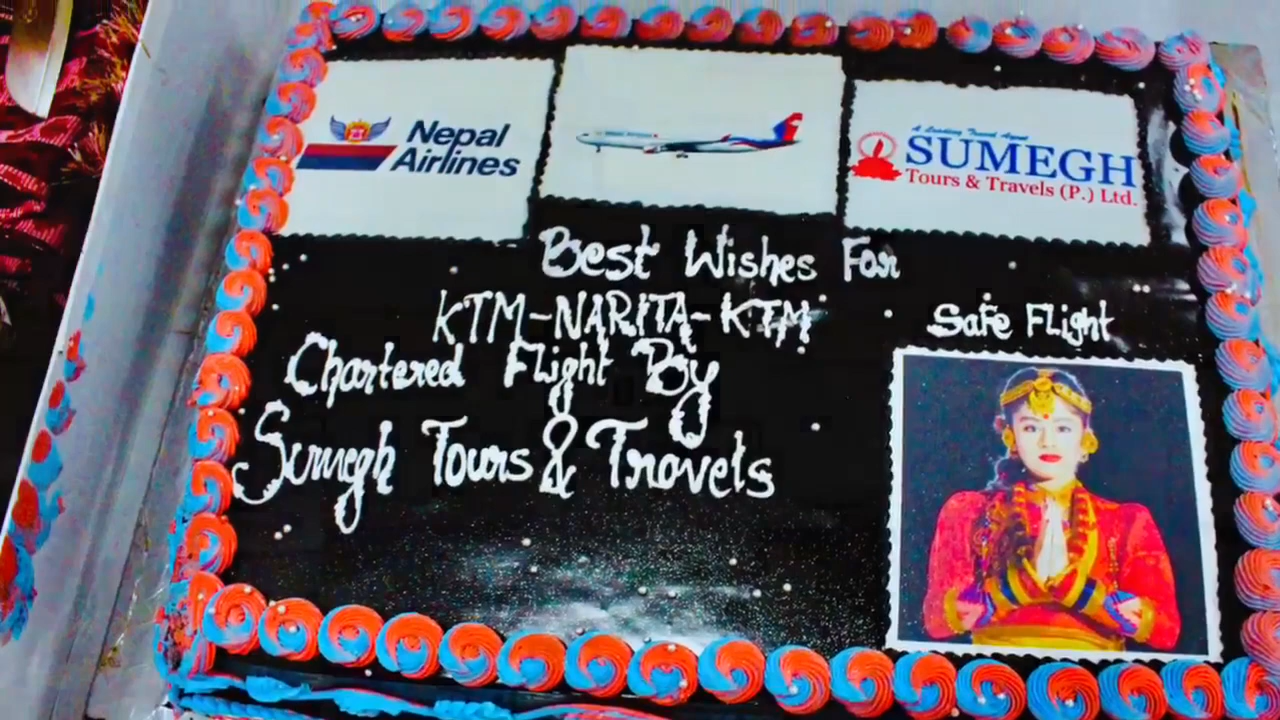 Nepal
Airlines
A Leading Travel Agent
SUMEGH
Tours & Travels (P.) Ltd.
Best Wishes For
KTM-NARITA-KTM
Chartered Flight By
Sumegh Tours & Travels
Safe Flight